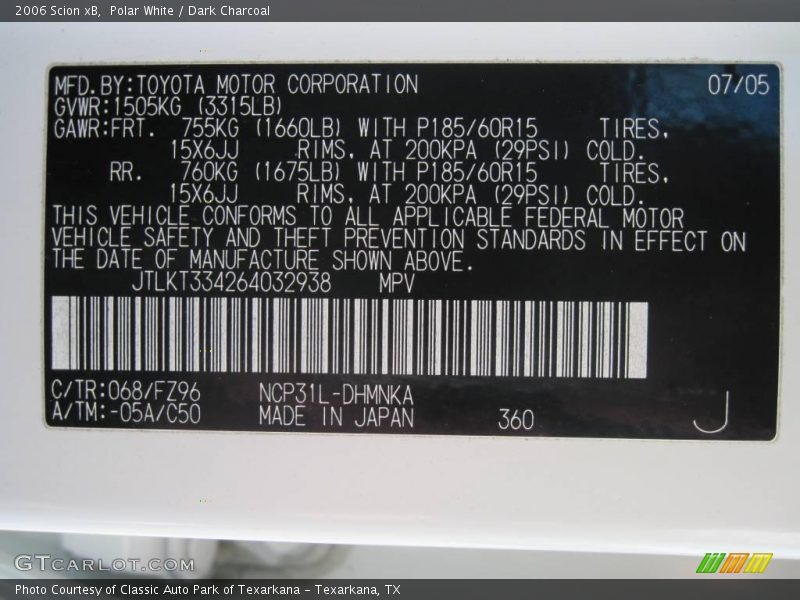 2006 Scion xB,  Polar White / Dark Charcoal
MFD.BY:TOYOTA MOTOR CORPORATION 07/05
GVWR:1505KG (3315LB)
GAWR:FRT. 755KG (1660LB) WITH P185/60R15 TIRES,
15X6JJ RIMS, AT 200KPA (29PSI) COLD.
RR. 760KG (1675LB) WITH P185/60R15 TIRES,
15X6JJ RIMS, AT 200KPA (29PSI) COLD.
THIS VEHICLE CONFORMS TO ALL APPLICABLE FEDERAL MOTOR
VEHICLE SAFETY AND THEFT PREVENTION STANDARDS IN EFFECT ON
THE DATE OF MANUFACTURE SHOWN ABOVE.
JTLKT334264032938 MPV
C/TR:068/FZ96 NCP31L-DHMNKA
A/TM:-05A/C50 MADE IN JAPAN 360 J
GTCARLOT.COM
Photo Courtesy of Classic Auto Park of Texarkana - Texarkana, TX